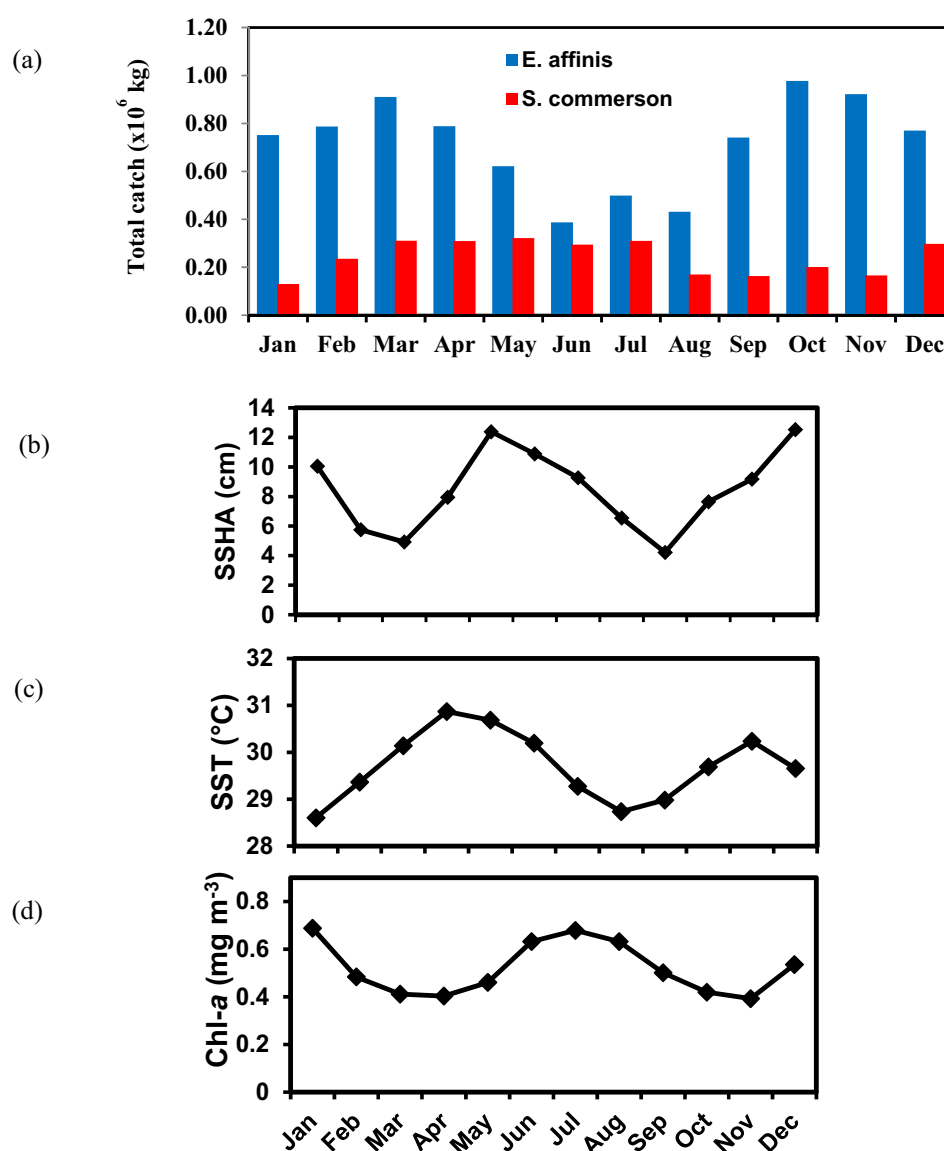 (a)
Total catch (x10⁶ kg)
1.20
1.00
0.80
0.60
0.40
0.20
0.00
E. affinis
S. commerson
Jan Feb Mar Apr May Jun Jul Aug Sep Oct Nov Dec
(b)
SSHA (cm)
14
12
10
8
6
4
2
0
(c)
SST (°C)
32
31
30
29
28
(d)
Chl-a (mg m⁻³)
0.8
0.6
0.4
0.2
0
Jan Feb Mar Apr May Jun Jul Aug Sep Oct Nov Dec